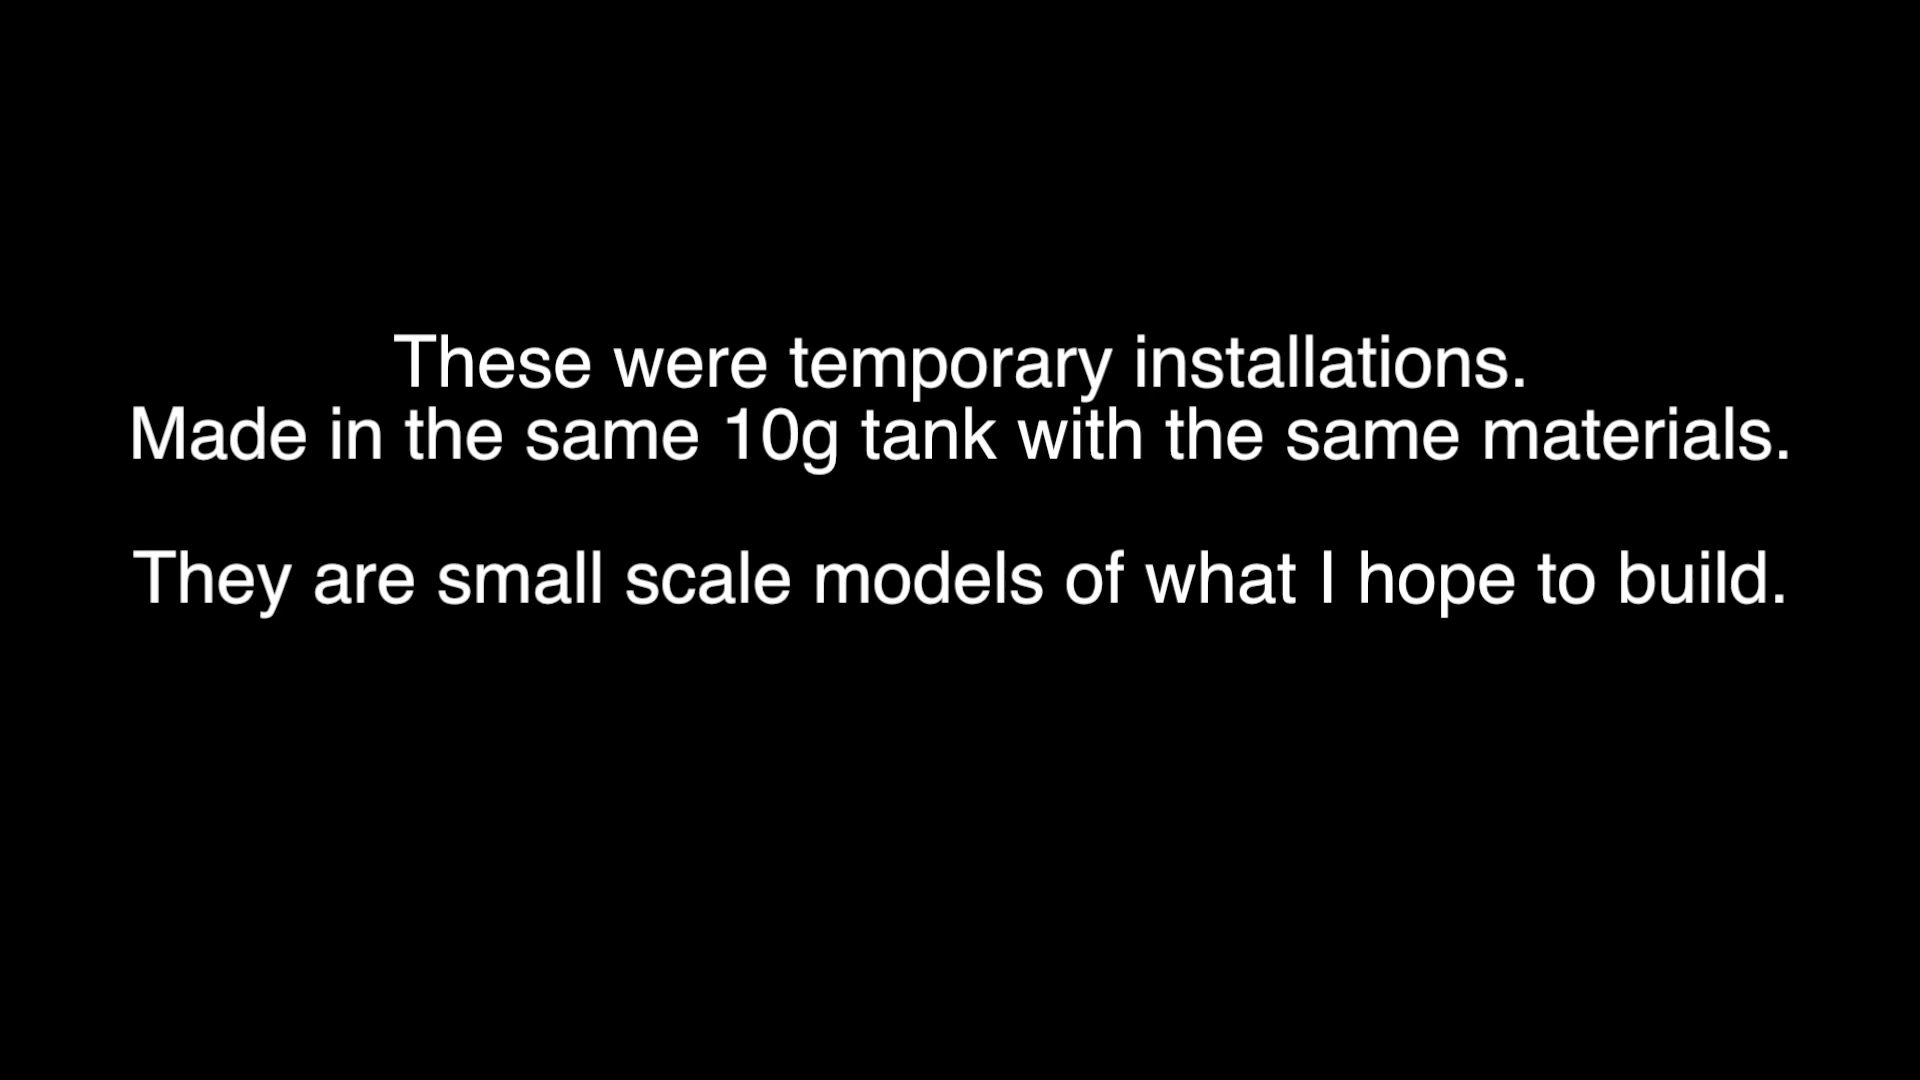 These were temporary installations.
Made in the same 10g tank with the same materials.
They are small scale models of what I hope to build.